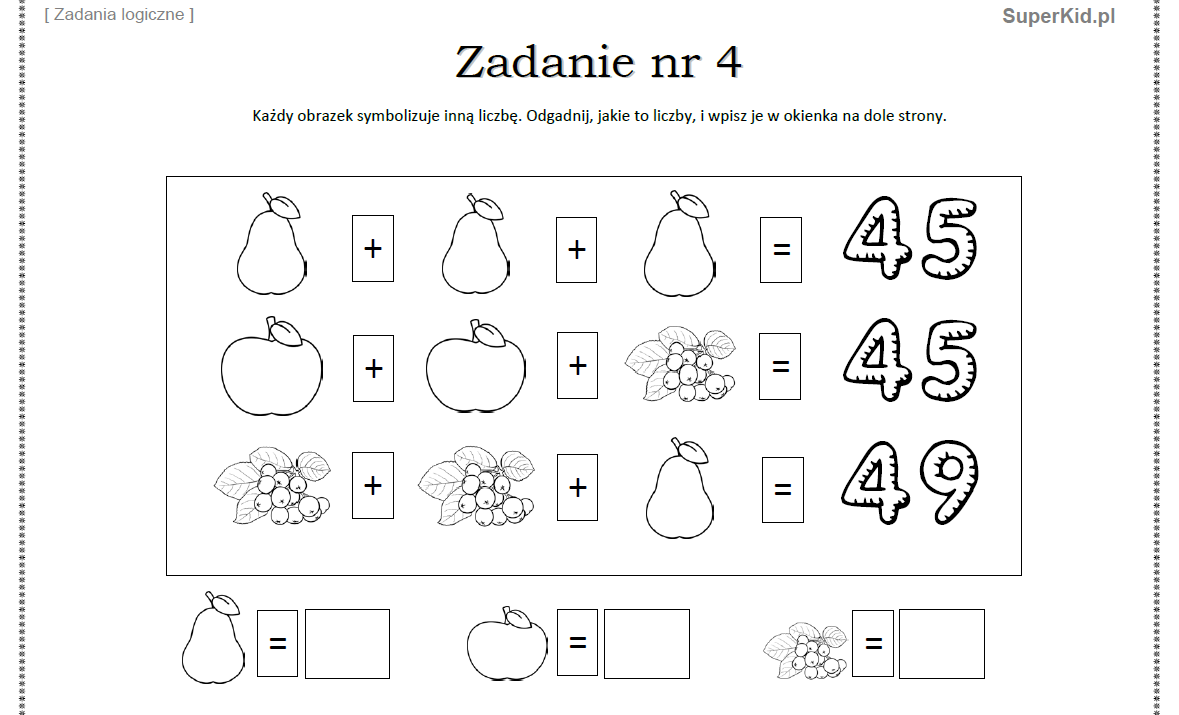 [ Zadania logiczne ] SuperKid.pl
Zadanie nr 4
Każdy obrazek symbolizuje inną liczbę. Odgadnij, jakie to liczby, i wpisz je w okienka na dole strony.
+ + = 45
+ + = 45
+ + = 49
= = =